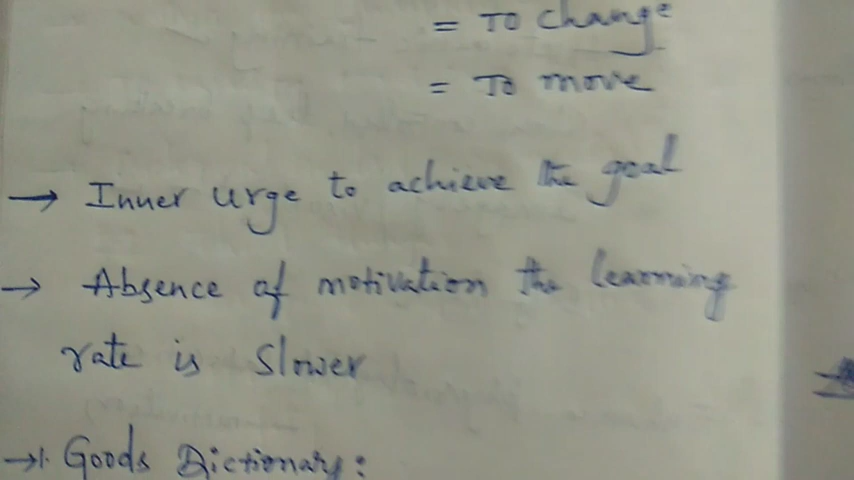 = To change
= To move
→ Inner urge to achieve the goal
→ Absence of motivation the learning
rate is slower
→1. Goods Dictionary: